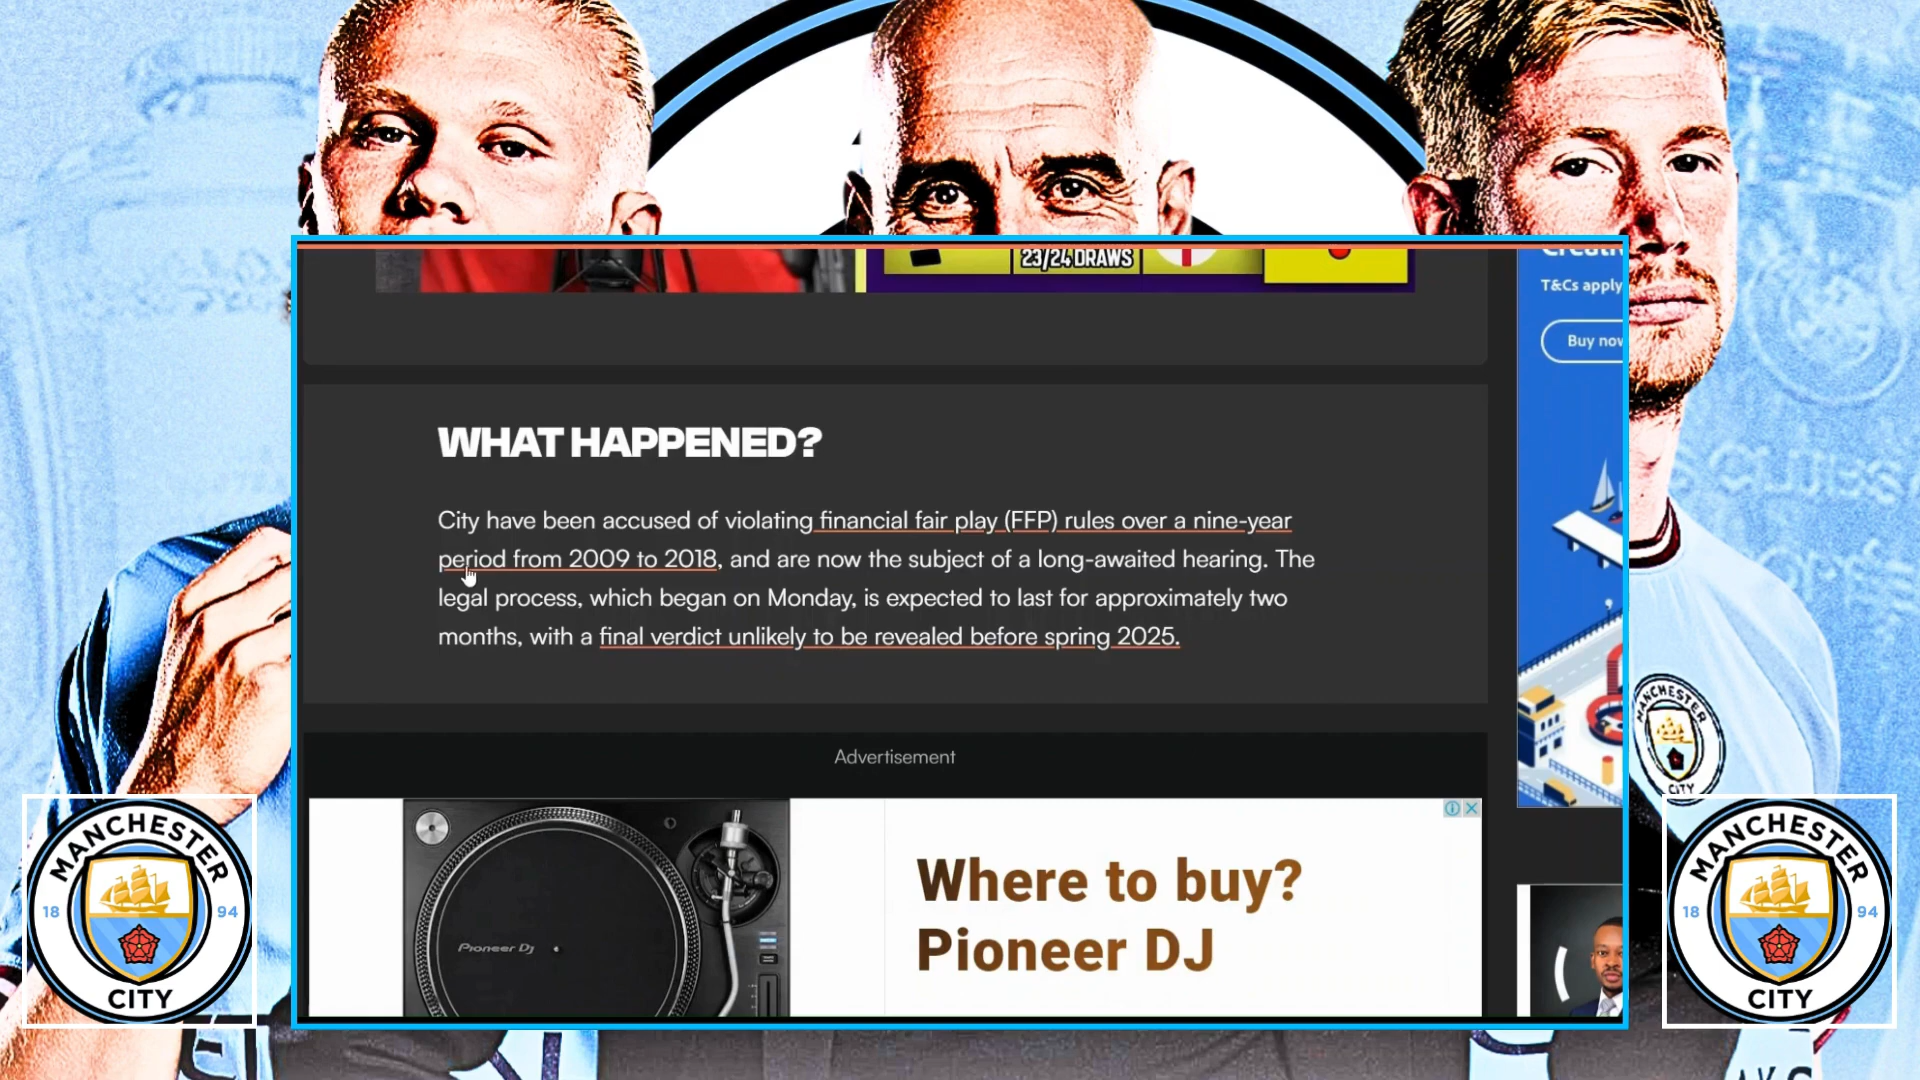 23/24 DRAWS
T&Cs apply
Buy now
WHAT HAPPENED?
City have been accused of violating financial fair play (FFP) rules over a nine-year
period from 2009 to 2018, and are now the subject of a long-awaited hearing. The
legal process, which began on Monday, is expected to last for approximately two
months, with a final verdict unlikely to be revealed before spring 2025.
Advertisement
Pioneer Dj
Where to buy?
Pioneer DJ
MANCHESTER
CITY
MANCHESTER
18 94
CITY
MANCHESTER
18 94
CITY